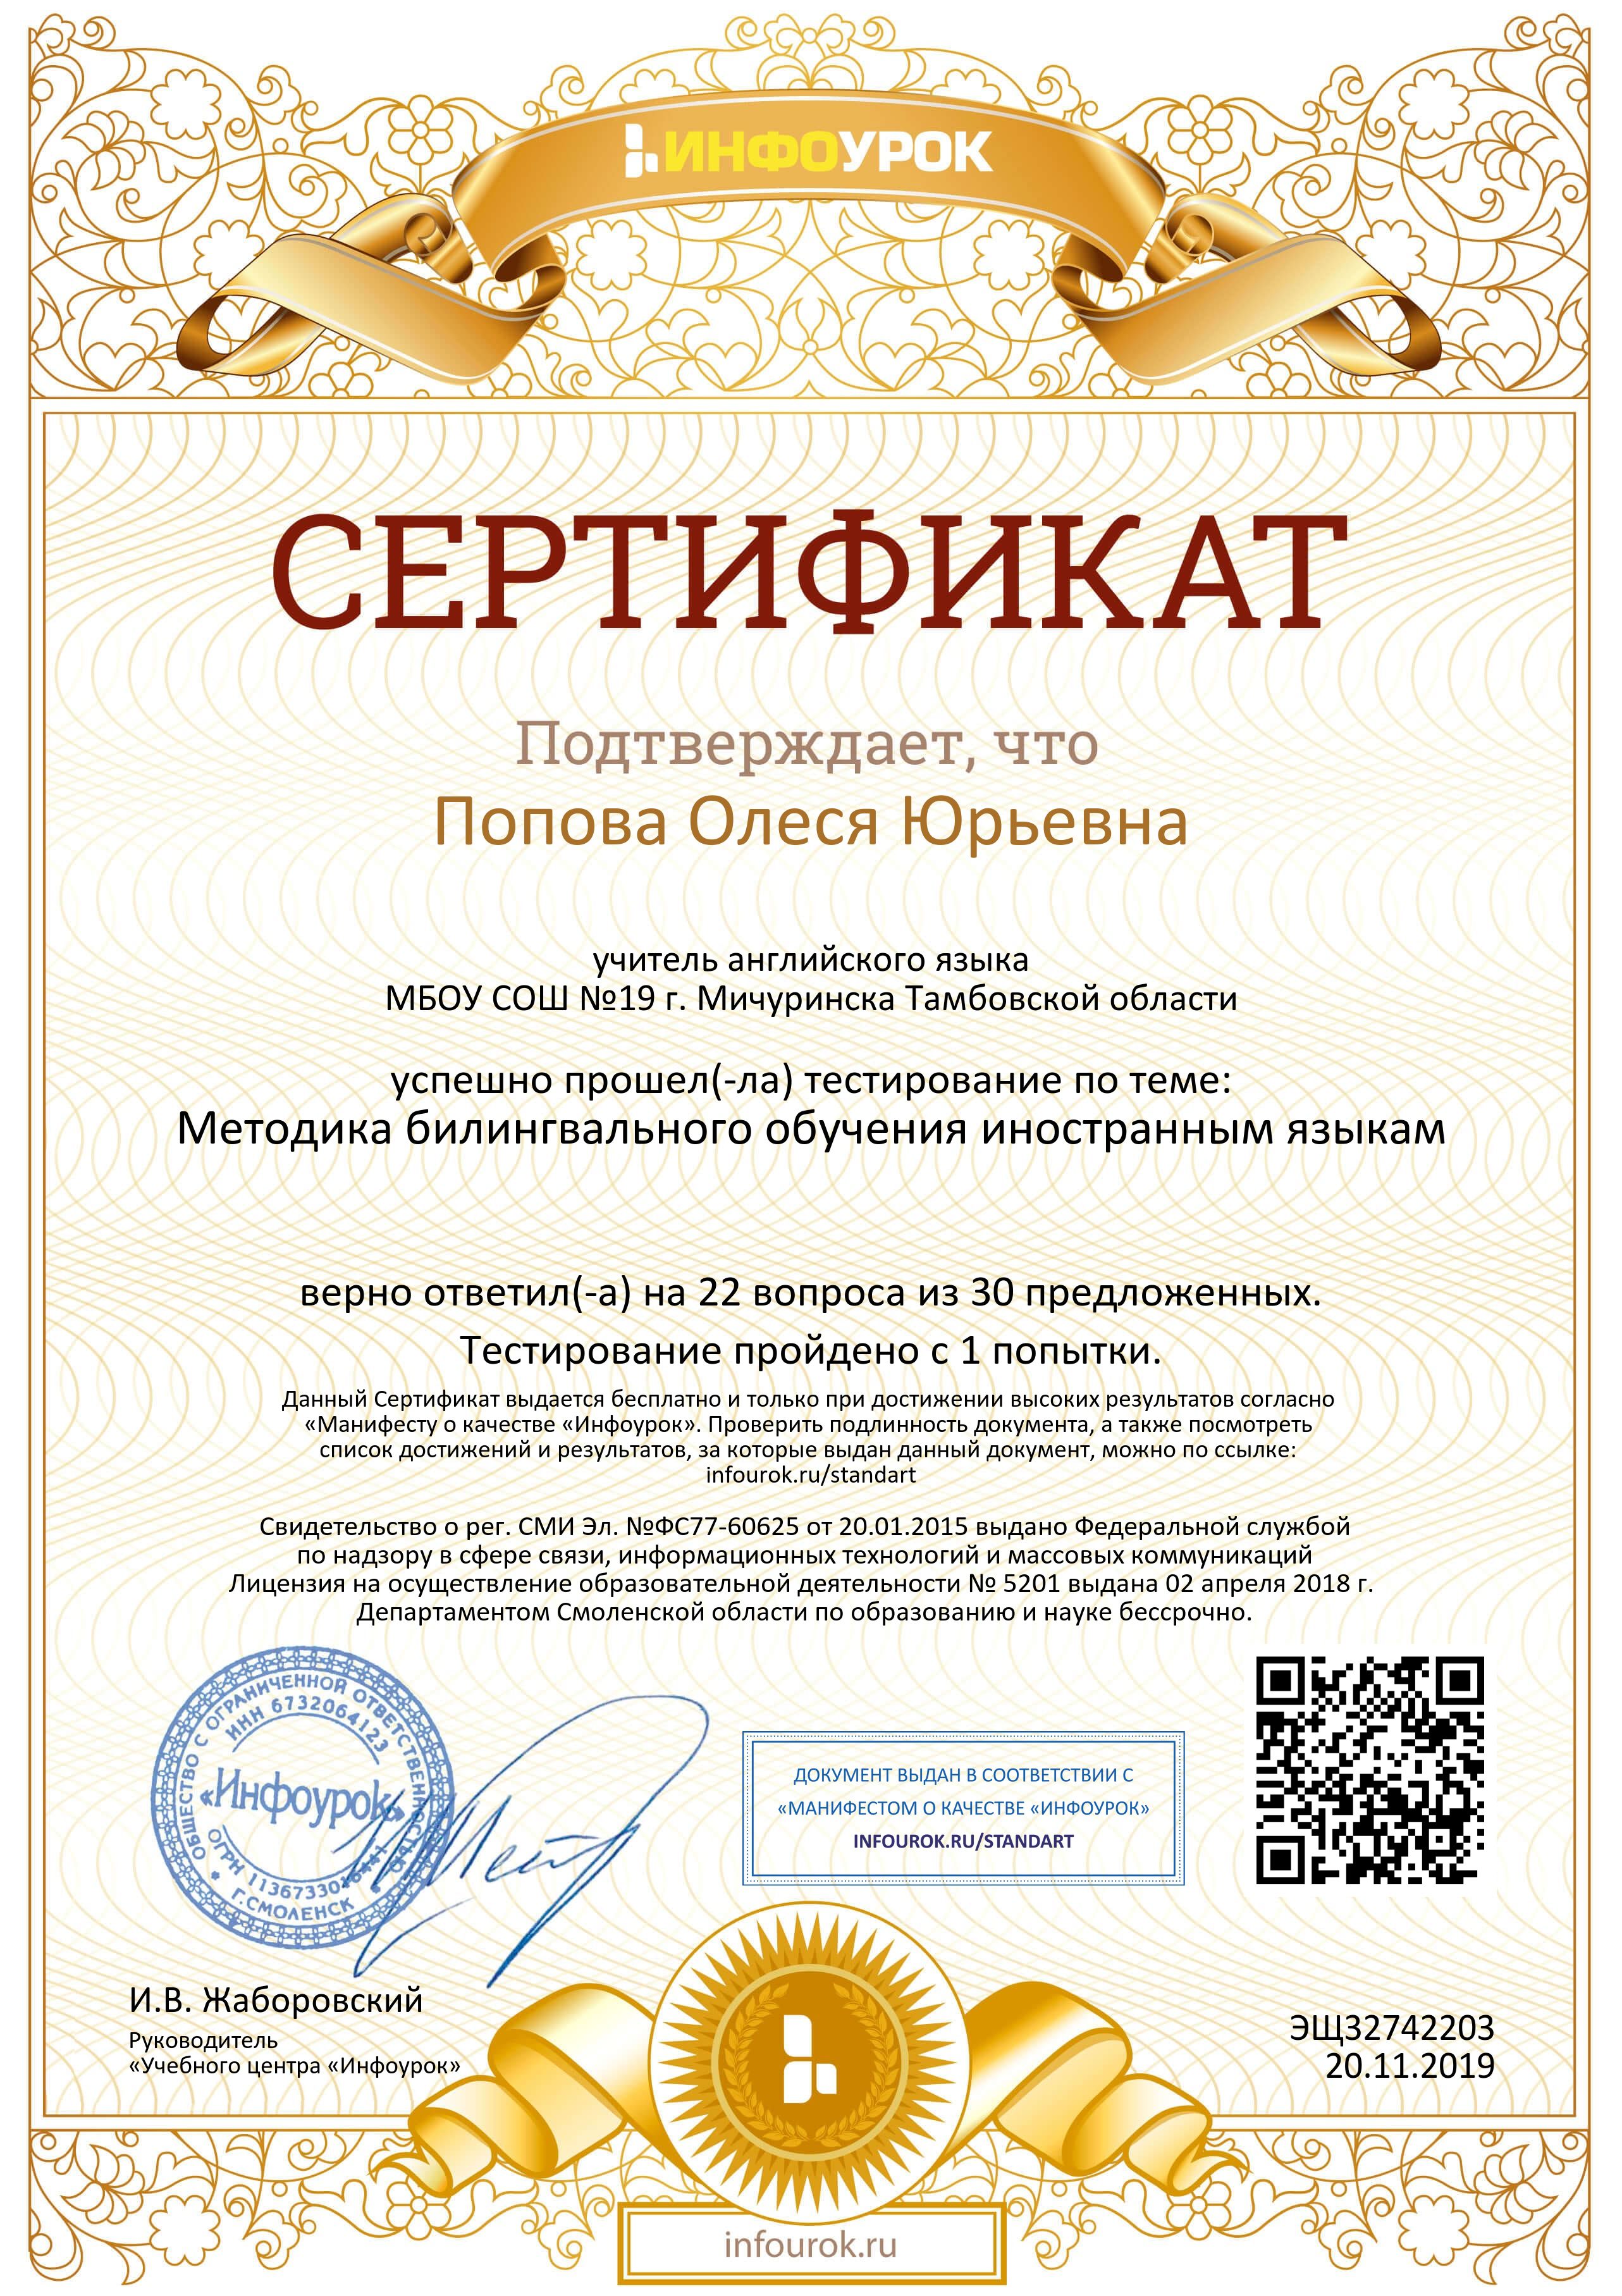 ИНФОУРОК
СЕРТИФИКАТ
Подтверждает, что
Попова Олеся Юрьевна
учитель английского языка
МБОУ СОШ №19 г. Мичуринска Тамбовской области
успешно прошел(-ла) тестирование по теме:
Методика билингвального обучения иностранным языкам
верно ответил(-а) на 22 вопроса из 30 предложенных.
Тестирование пройдено с 1 попытки.
Данный Сертификат выдается бесплатно и только при достижении высоких результатов согласно
«Манифесту о качестве «Инфоурок». Проверить подлинность документа, а также посмотреть
список достижений и результатов, за которые выдан данный документ, можно по ссылке:
infourok.ru/standart
Свидетельство о рег. СМИ Эл. №ФС77-60625 от 20.01.2015 выдано Федеральной службой
по надзору в сфере связи, информационных технологий и массовых коммуникаций
Лицензия на осуществление образовательной деятельности № 5201 выдана 02 апреля 2018 г.
Департаментом Смоленской области по образованию и науке бессрочно.
ОБЩЕСТВО С ОГРАНИЧЕННОЙ ОТВЕТСТВЕННОСТЬЮ
ИНН 6732064123
«Инфоурок»
ОГРН
Г.СМОЛЕНСК
ДОКУМЕНТ ВЫДАН В СООТВЕТСТВИИ С
«МАНИФЕСТОМ О КАЧЕСТВЕ «ИНФОУРОК»
INFOUROK.RU/STANDART
И.В. Жаборовский
Руководитель
«Учебного центра «Инфоурок»
ЭЩ32742203
20.11.2019
infourok.ru